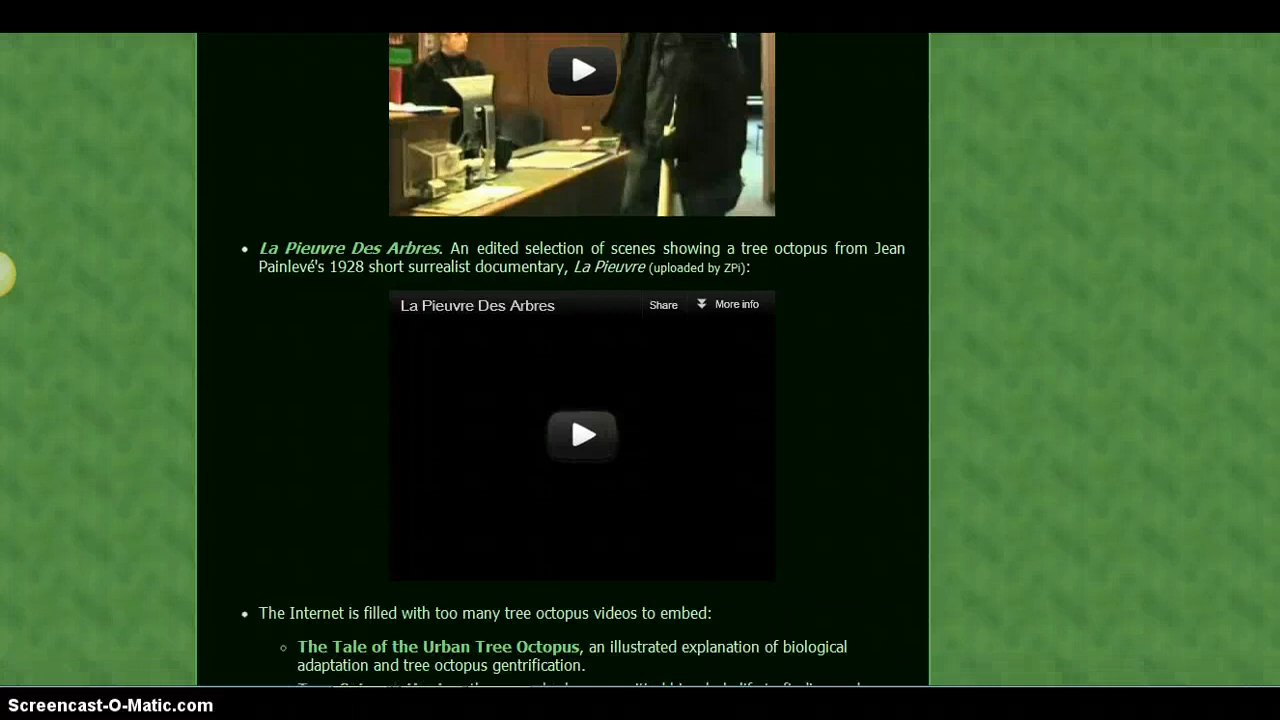 La Pieuvre Des Arbres. An edited selection of scenes showing a tree octopus from Jean
Painlevé's 1928 short surrealist documentary, La Pieuvre (uploaded by ZPi):
La Pieuvre Des Arbres Share More info
The Internet is filled with too many tree octopus videos to embed:
The Tale of the Urban Tree Octopus, an illustrated explanation of biological
adaptation and tree octopus gentrification.
Screencast-O-Matic.com